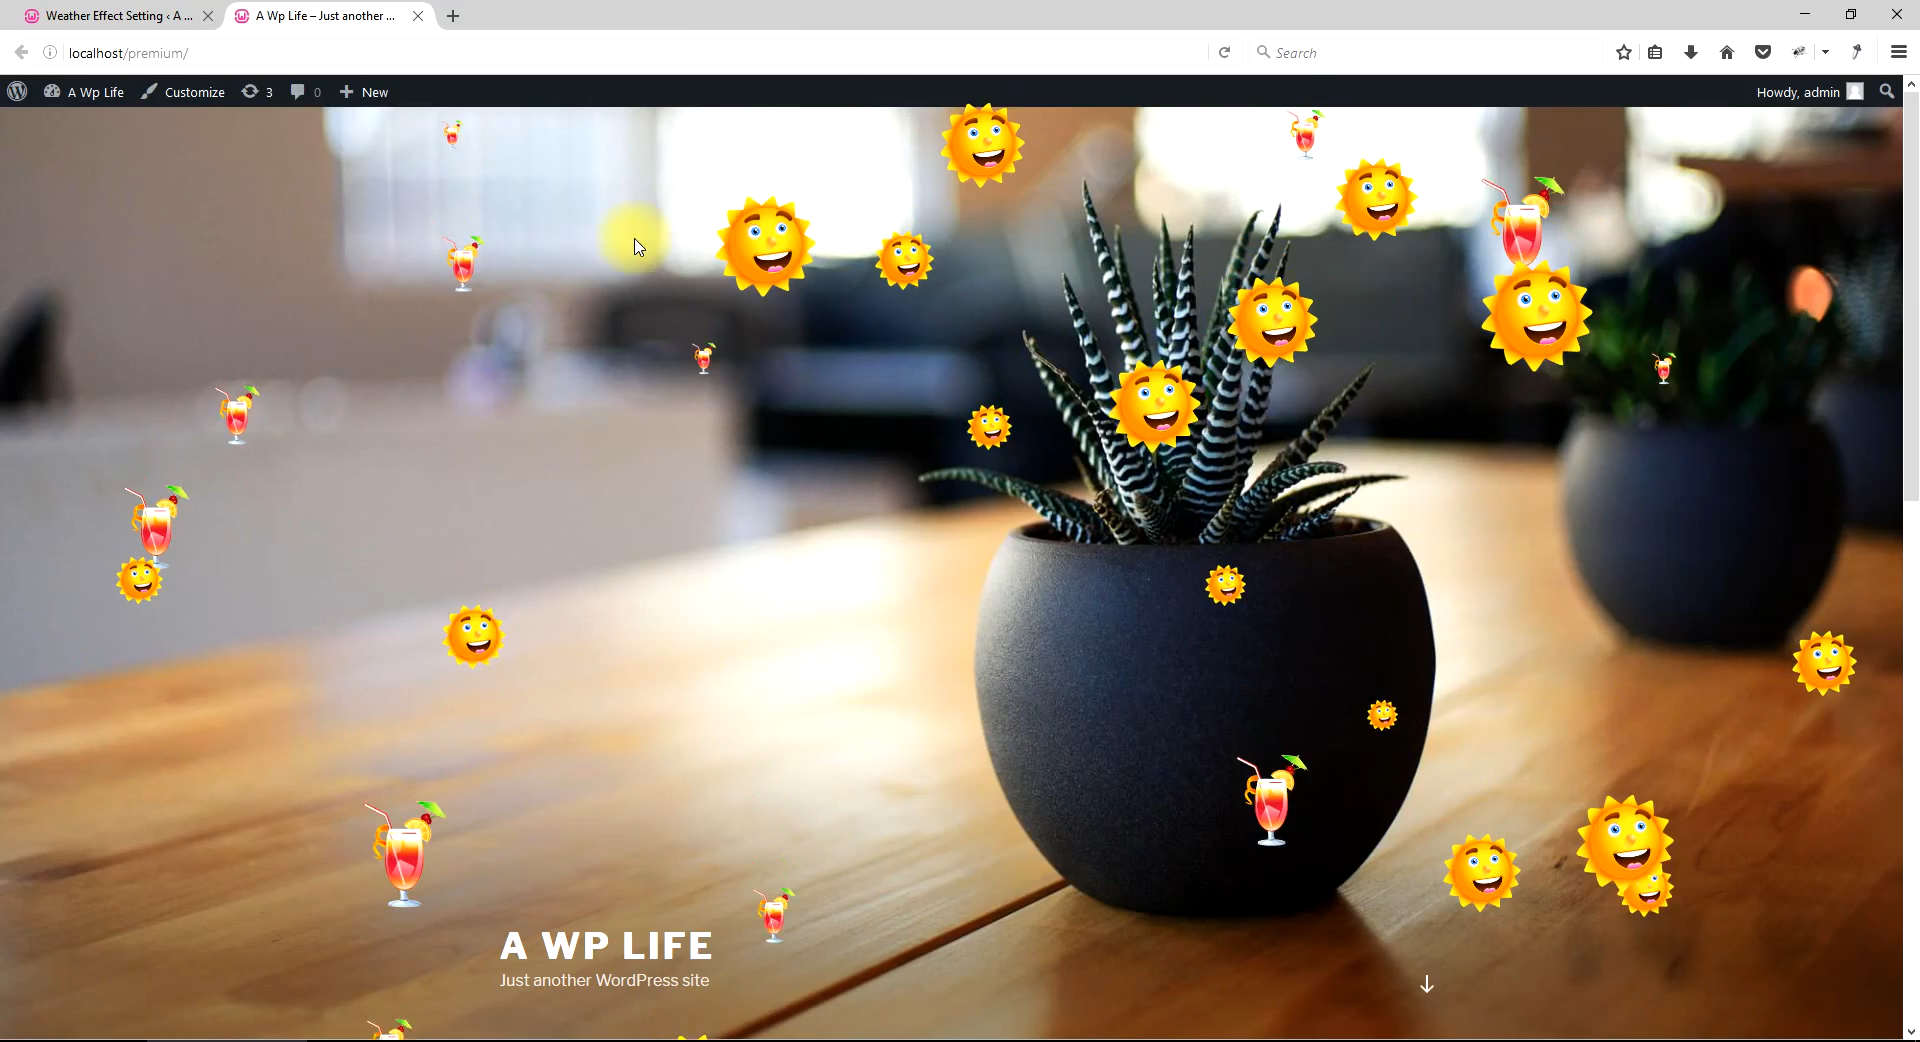 Weather Effect Setting ‹ A ...
A Wp Life – Just another ...
localhost/premium/
Search
A Wp Life
Customize
3
0
New
Howdy, admin
A WP LIFE
Just another WordPress site